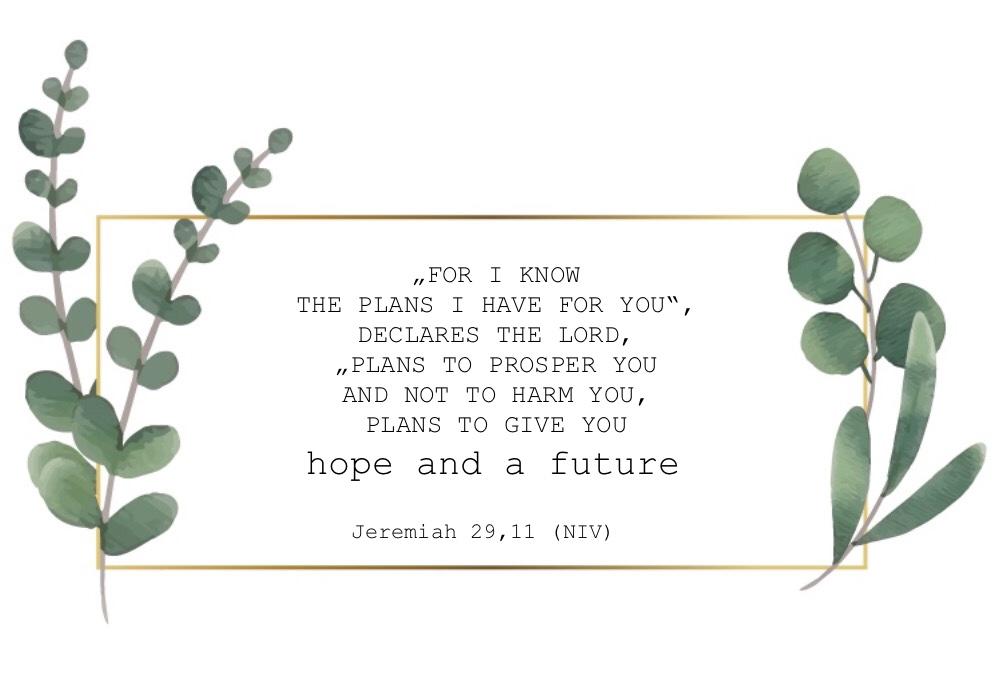 „FOR I KNOW
THE PLANS I HAVE FOR YOU“,
DECLARES THE LORD,
„PLANS TO PROSPER YOU
AND NOT TO HARM YOU,
PLANS TO GIVE YOU
hope and a future
Jeremiah 29,11 (NIV)